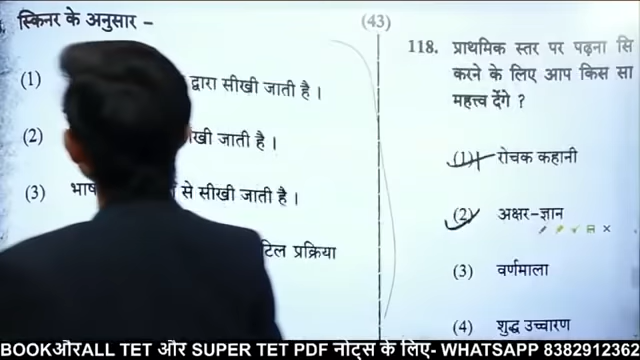 स्किनर के अनुसार –
(1) द्वारा सीखी जाती है ।
(2) जाती है ।
(3) से सीखी जाती है ।
प्रक्रिया
(43)
118. प्राथमिक स्तर पर पढ़ना सि
करने के लिए आप किस सा
महत्त्व देंगे ?
(1) रोचक कहानी
(2) अक्षर-ज्ञान
(3) वर्णमाला
(4) शुद्ध उच्चारण
BOOKऔरALL TET और SUPER TET PDF नोट्स के लिए- WHATSAPP 8382912362